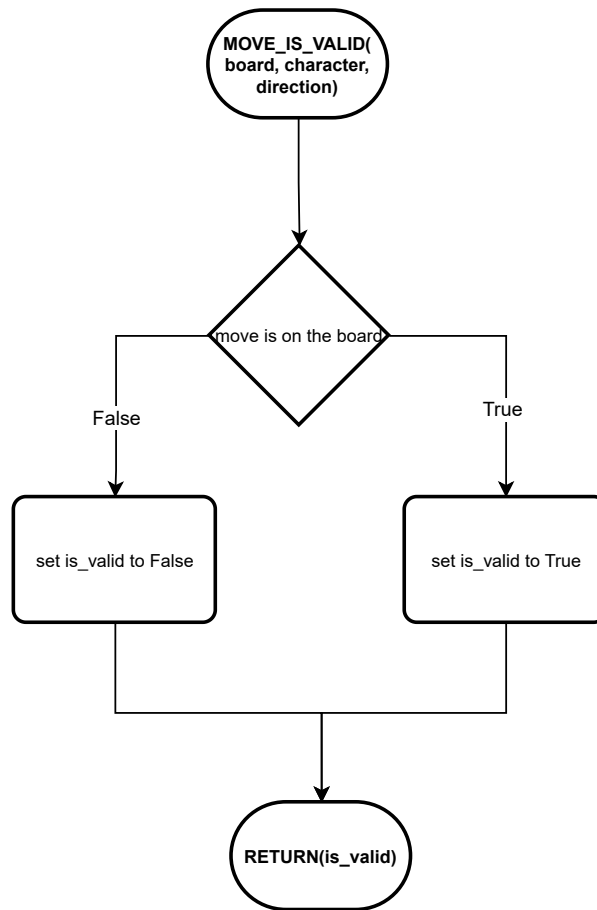 MOVE_IS_VALID(
board, character,
direction)
move is on the board
False
True
set is_valid to False
set is_valid to True
RETURN(is_valid)